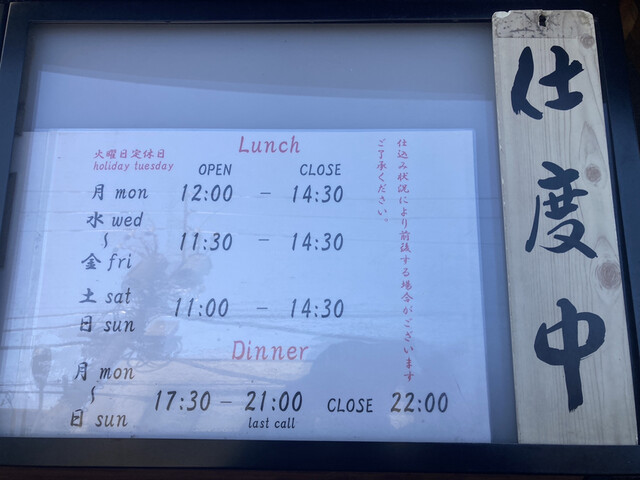 Lunch
火曜日定休日
holiday tuesday
OPEN CLOSE
月 mon 12:00 － 14:30
水 wed
～ 11:30 － 14:30
金 fri
土 sat
11:00 － 14:30
日 sun
Dinner
月 mon
～ 17:30 － 21:00 CLOSE 22:00
日 sun last call
仕込み状況により前後する場合がございます
ご了承ください。
仕度中